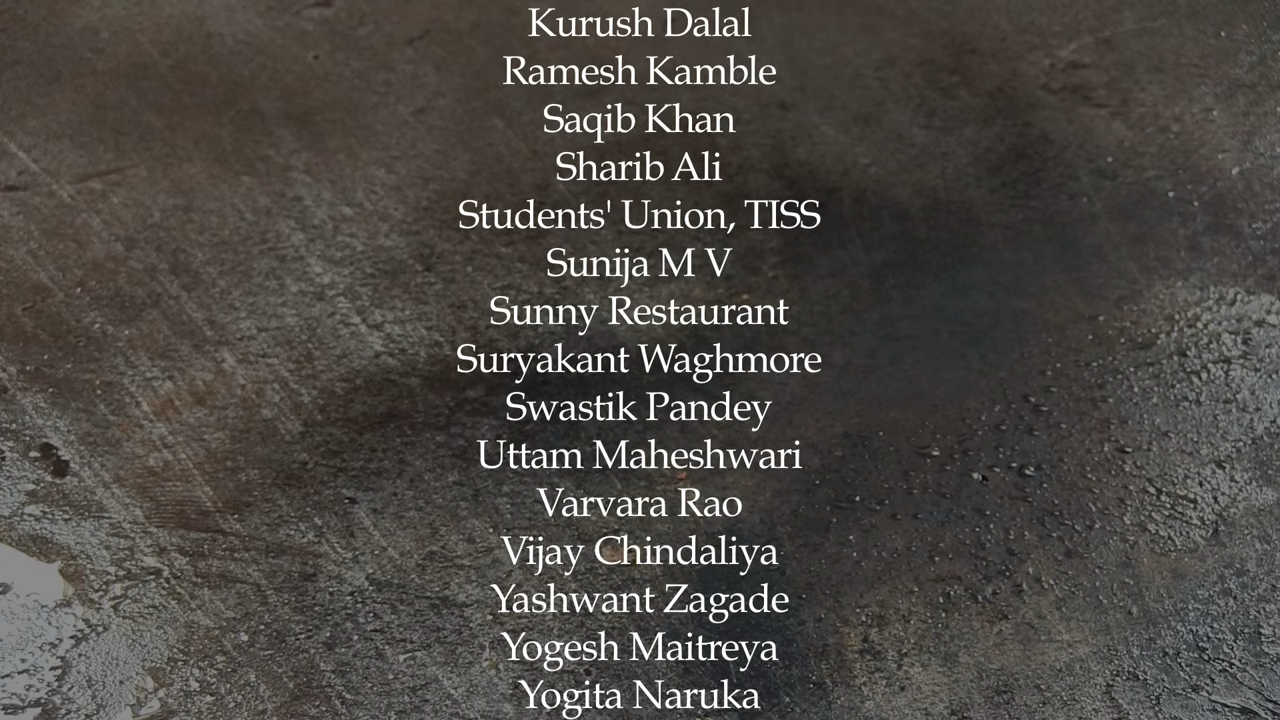 Kurush Dalal
Ramesh Kamble
Saqib Khan
Sharib Ali
Students' Union, TISS
Sunija M V
Sunny Restaurant
Suryakant Waghmore
Swastik Pandey
Uttam Maheshwari
Varvara Rao
Vijay Chindaliya
Yashwant Zagade
Yogesh Maitreya
Yogita Naruka